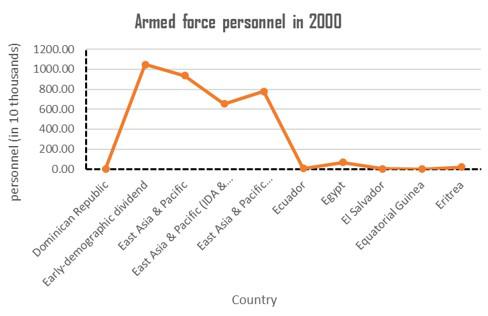 Armed force personnel in 2000
personnel (in 10 thousands)
1200.00
1000.00
800.00
600.00
400.00
200.00
0.00
Dominican Republic
Early-demographic dividend
East Asia & Pacific
East Asia & Pacific (IDA &...
East Asia & Pacific...
Ecuador
Egypt
El Salvador
Equatorial Guinea
Eritrea
Country